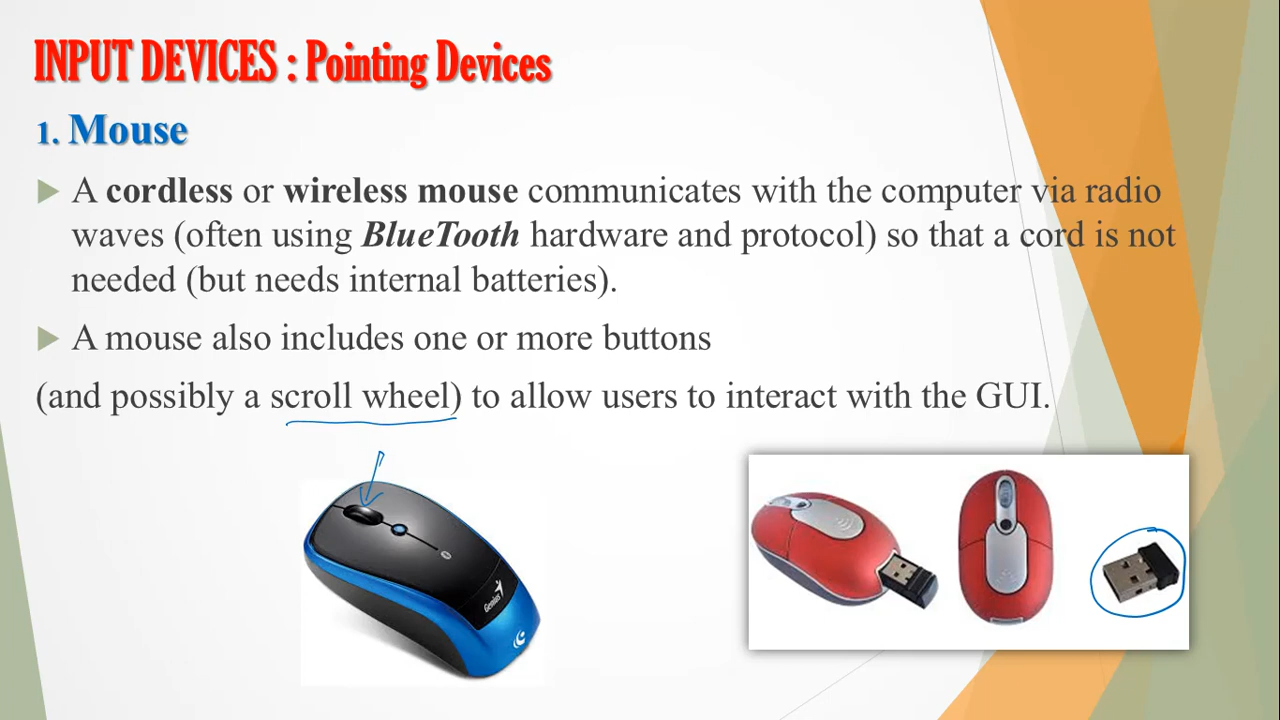 INPUT DEVICES : Pointing Devices
1. Mouse
A cordless or wireless mouse communicates with the computer via radio
waves (often using BlueTooth hardware and protocol) so that a cord is not
needed (but needs internal batteries).
A mouse also includes one or more buttons
(and possibly a scroll wheel) to allow users to interact with the GUI.
Genius